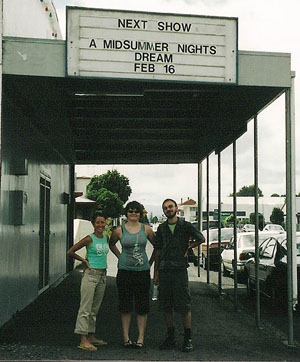 NEXT SHOW
A MIDSUMMER NIGHTS
DREAM
FEB 16